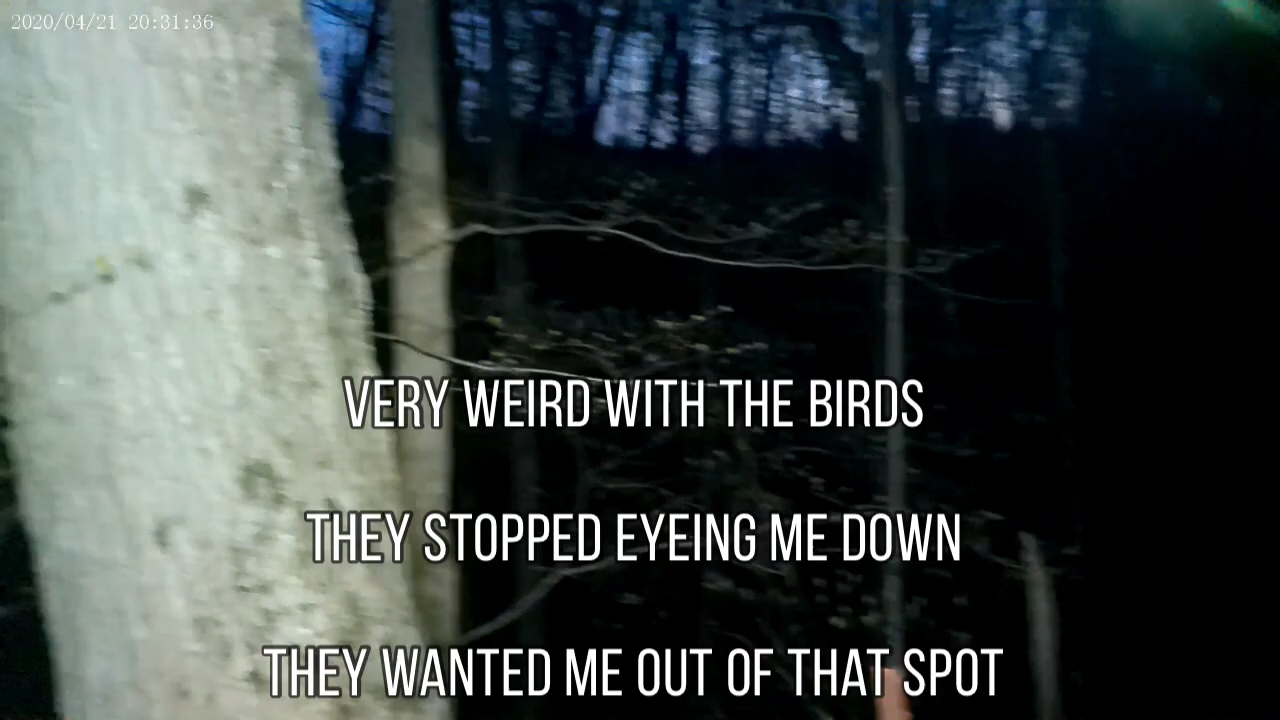 2020/04/21 20:31:36
VERY WEIRD WITH THE BIRDS
THEY STOPPED EYEING ME DOWN
THEY WANTED ME OUT OF THAT SPOT